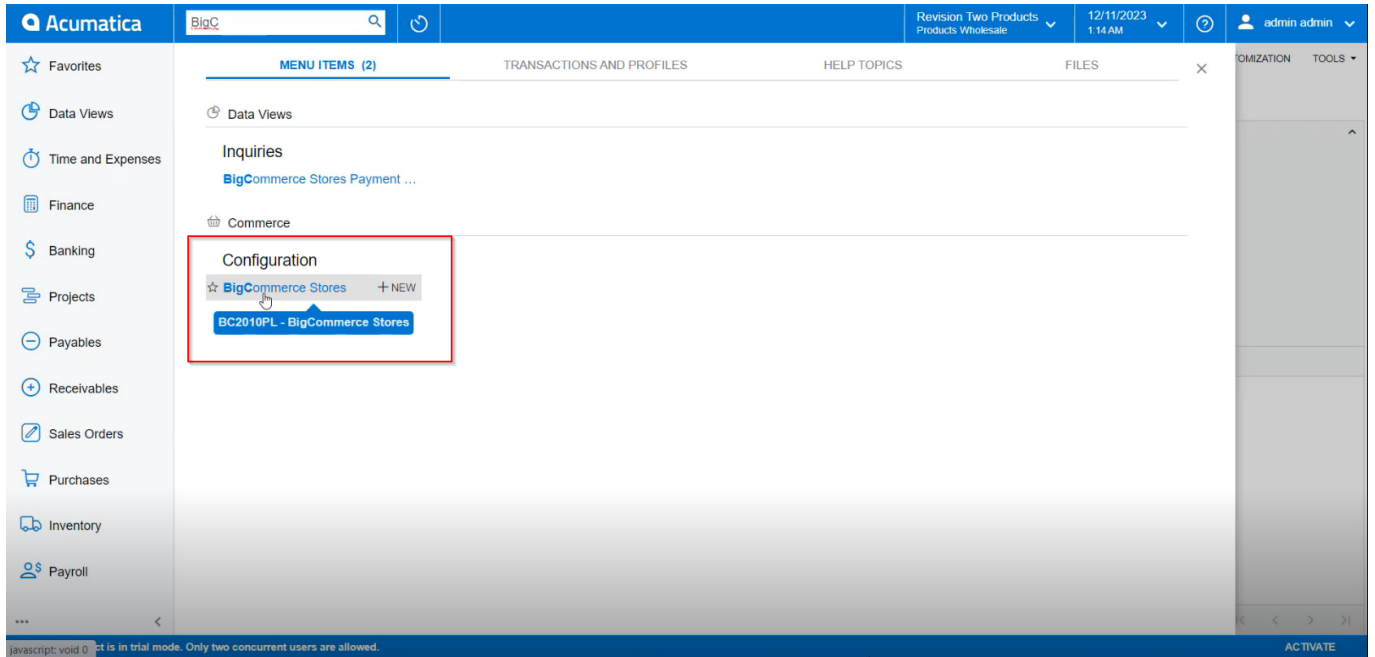 Acumatica
BigC
Revision Two Products
Products Wholesale
12/11/2023
1:14 AM
admin admin
Favorites
Data Views
Time and Expenses
Finance
Banking
Projects
Payables
Receivables
Sales Orders
Purchases
Inventory
Payroll
MENU ITEMS (2)
TRANSACTIONS AND PROFILES
HELP TOPICS
FILES
OMIZATION TOOLS
Data Views
Inquiries
BigCommerce Stores Payment ...
Commerce
Configuration
BigCommerce Stores + NEW
BC2010PL - BigCommerce Stores
javascript: void 0
ct is in trial mode. Only two concurrent users are allowed.
ACTIVATE